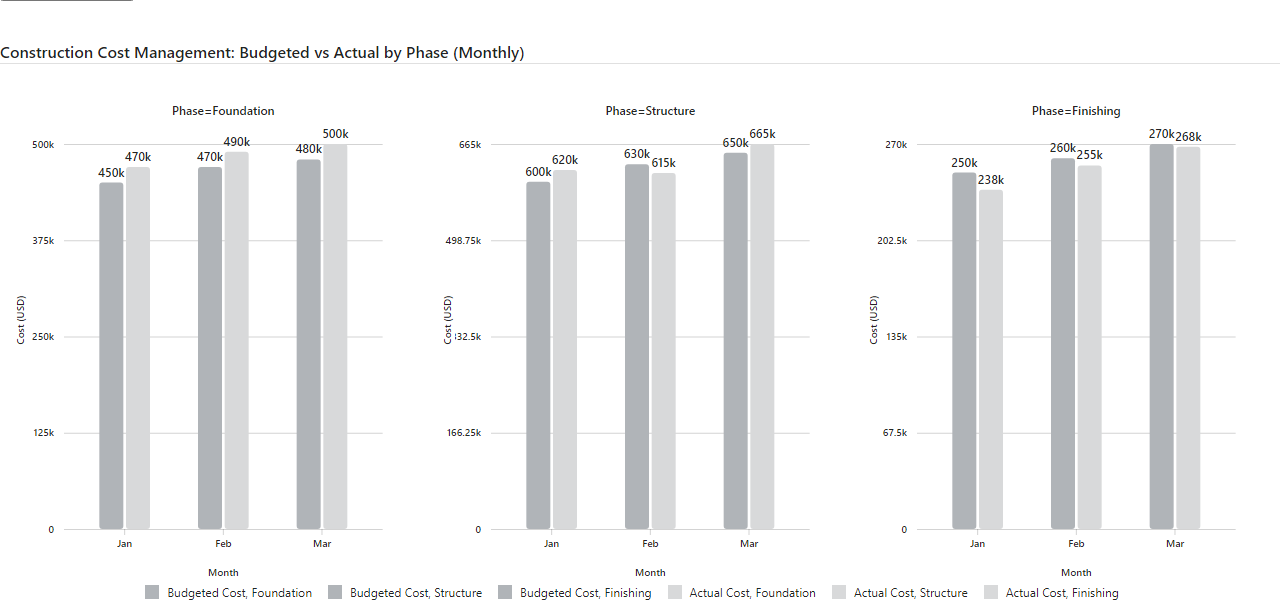 Construction Cost Management: Budgeted vs Actual by Phase (Monthly)
Phase=Foundation
500k
375k
250k
125k
0
Cost (USD)
450k
470k
470k
490k
480k
500k
Jan
Feb
Mar
Month
Phase=Structure
665k
498.75k
332.5k
166.25k
0
Cost (USD)
600k
620k
630k
615k
650k
665k
Jan
Feb
Mar
Month
Phase=Finishing
270k
202.5k
135k
67.5k
0
Cost (USD)
250k
238k
260k
255k
270k
268k
Jan
Feb
Mar
Month
Budgeted Cost, Foundation
Budgeted Cost, Structure
Budgeted Cost, Finishing
Actual Cost, Foundation
Actual Cost, Structure
Actual Cost, Finishing